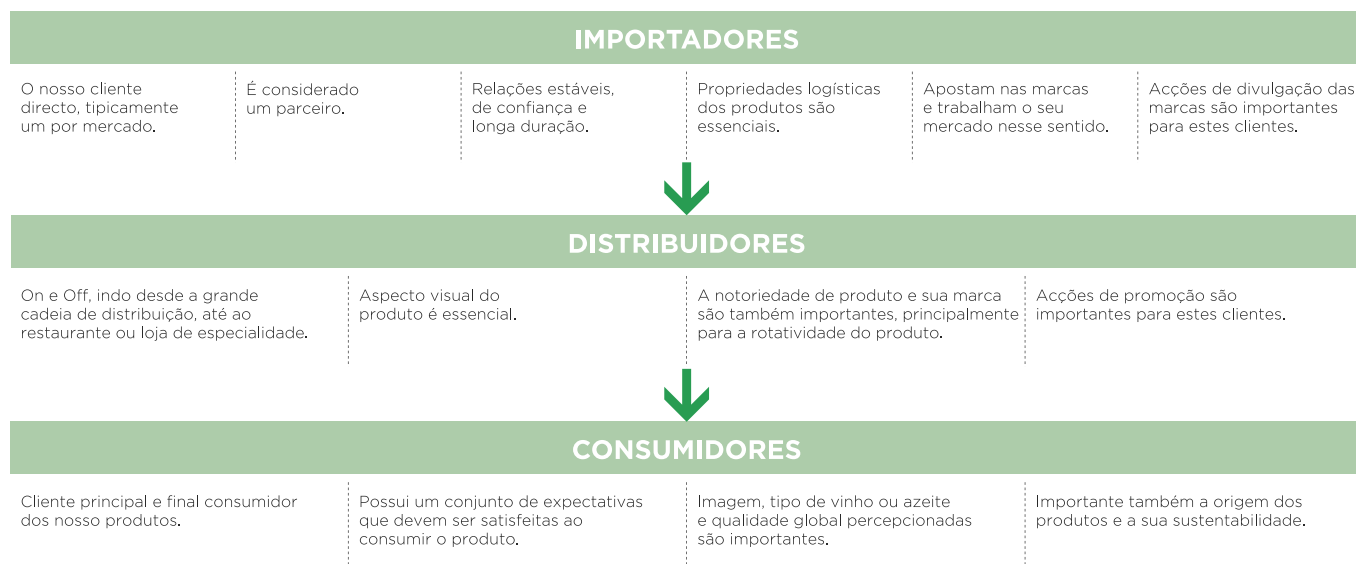 IMPORTADORES
O nosso cliente
directo, tipicamente
um por mercado.
É considerado
um parceiro.
Relações estáveis,
de confiança e
longa duração.
Propriedades logísticas
dos produtos são
essenciais.
Apostam nas marcas
e trabalham o seu
mercado nesse sentido.
Acções de divulgação das
marcas são importantes
para estes clientes.
DISTRIBUIDORES
On e Off, indo desde a grande
cadeia de distribuição, até ao
restaurante ou loja de especialidade.
Aspecto visual do
produto é essencial.
A notoriedade de produto e sua marca
são também importantes, principalmente
para a rotatividade do produto.
Acções de promoção são
importantes para estes clientes.
CONSUMIDORES
Cliente principal e final consumidor
dos nosso produtos.
Possui um conjunto de expectativas
que devem ser satisfeitas ao
consumir o produto.
Imagem, tipo de vinho ou azeite
e qualidade global percepcionadas
são importantes.
Importante também a origem dos
produtos e a sua sustentabilidade.